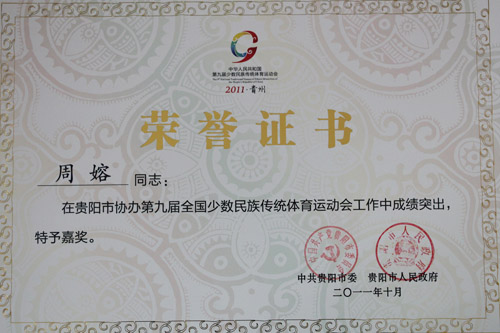 中华人民共和国
第九届少数民族传统体育运动会
2011·贵州
荣誉证书
周嫆 同志：
在贵阳市协办第九届全国少数民族传统体育运动会工作中成绩突出，
特予嘉奖。
中共贵阳市委 贵阳市人民政府
二〇一一年十月